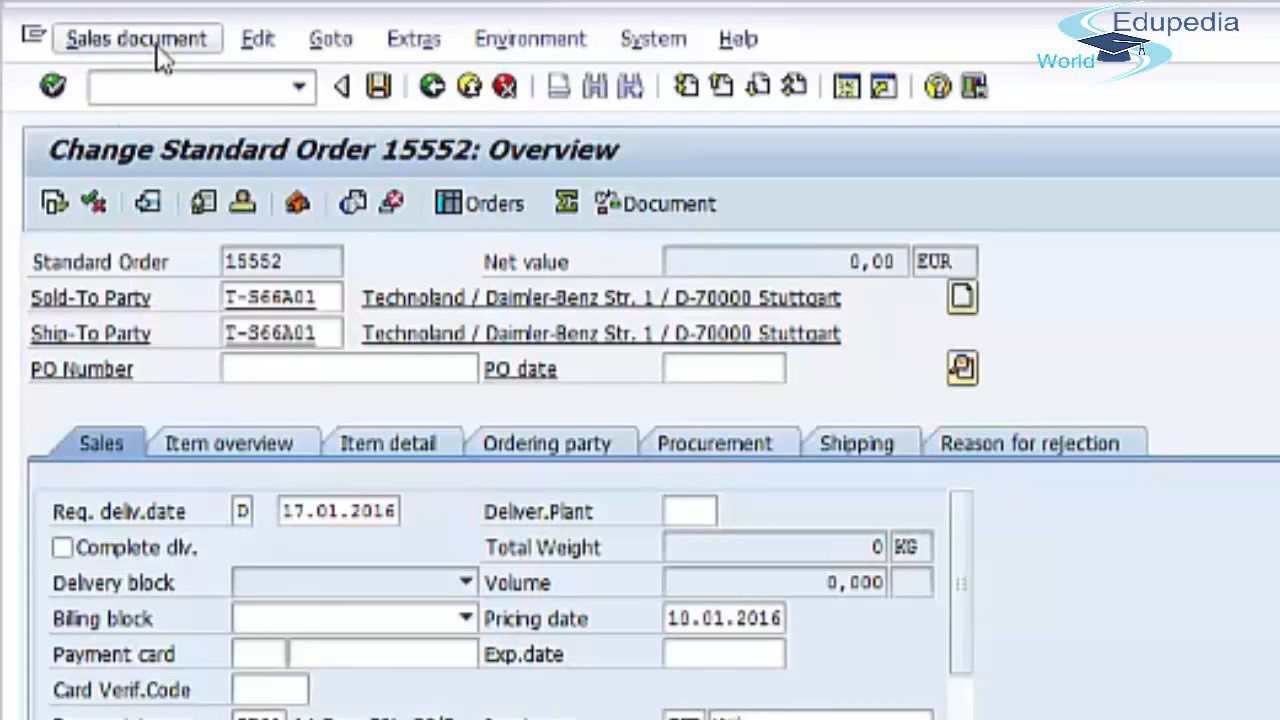 Sales document Edit Goto Extras Environment System Help
Edupedia
World
Change Standard Order 15552: Overview
Orders Document
Standard Order 15552 Net value 0,00 EUR
Sold-To Party T-S66A01 Technoland / Daimler-Benz Str. 1 / D-70000 Stuttgart
Ship-To Party T-S66A01 Technoland / Daimler-Benz Str. 1 / D-70000 Stuttgart
PO Number PO date
Sales Item overview Item detail Ordering party Procurement Shipping Reason for rejection
Req. deliv.date D 17.01.2016 Deliver.Plant
Complete dlv. Total Weight 0 KG
Delivery block Volume 0,000
Billing block Pricing date 10.01.2016
Payment card Exp.date
Card Verif.Code